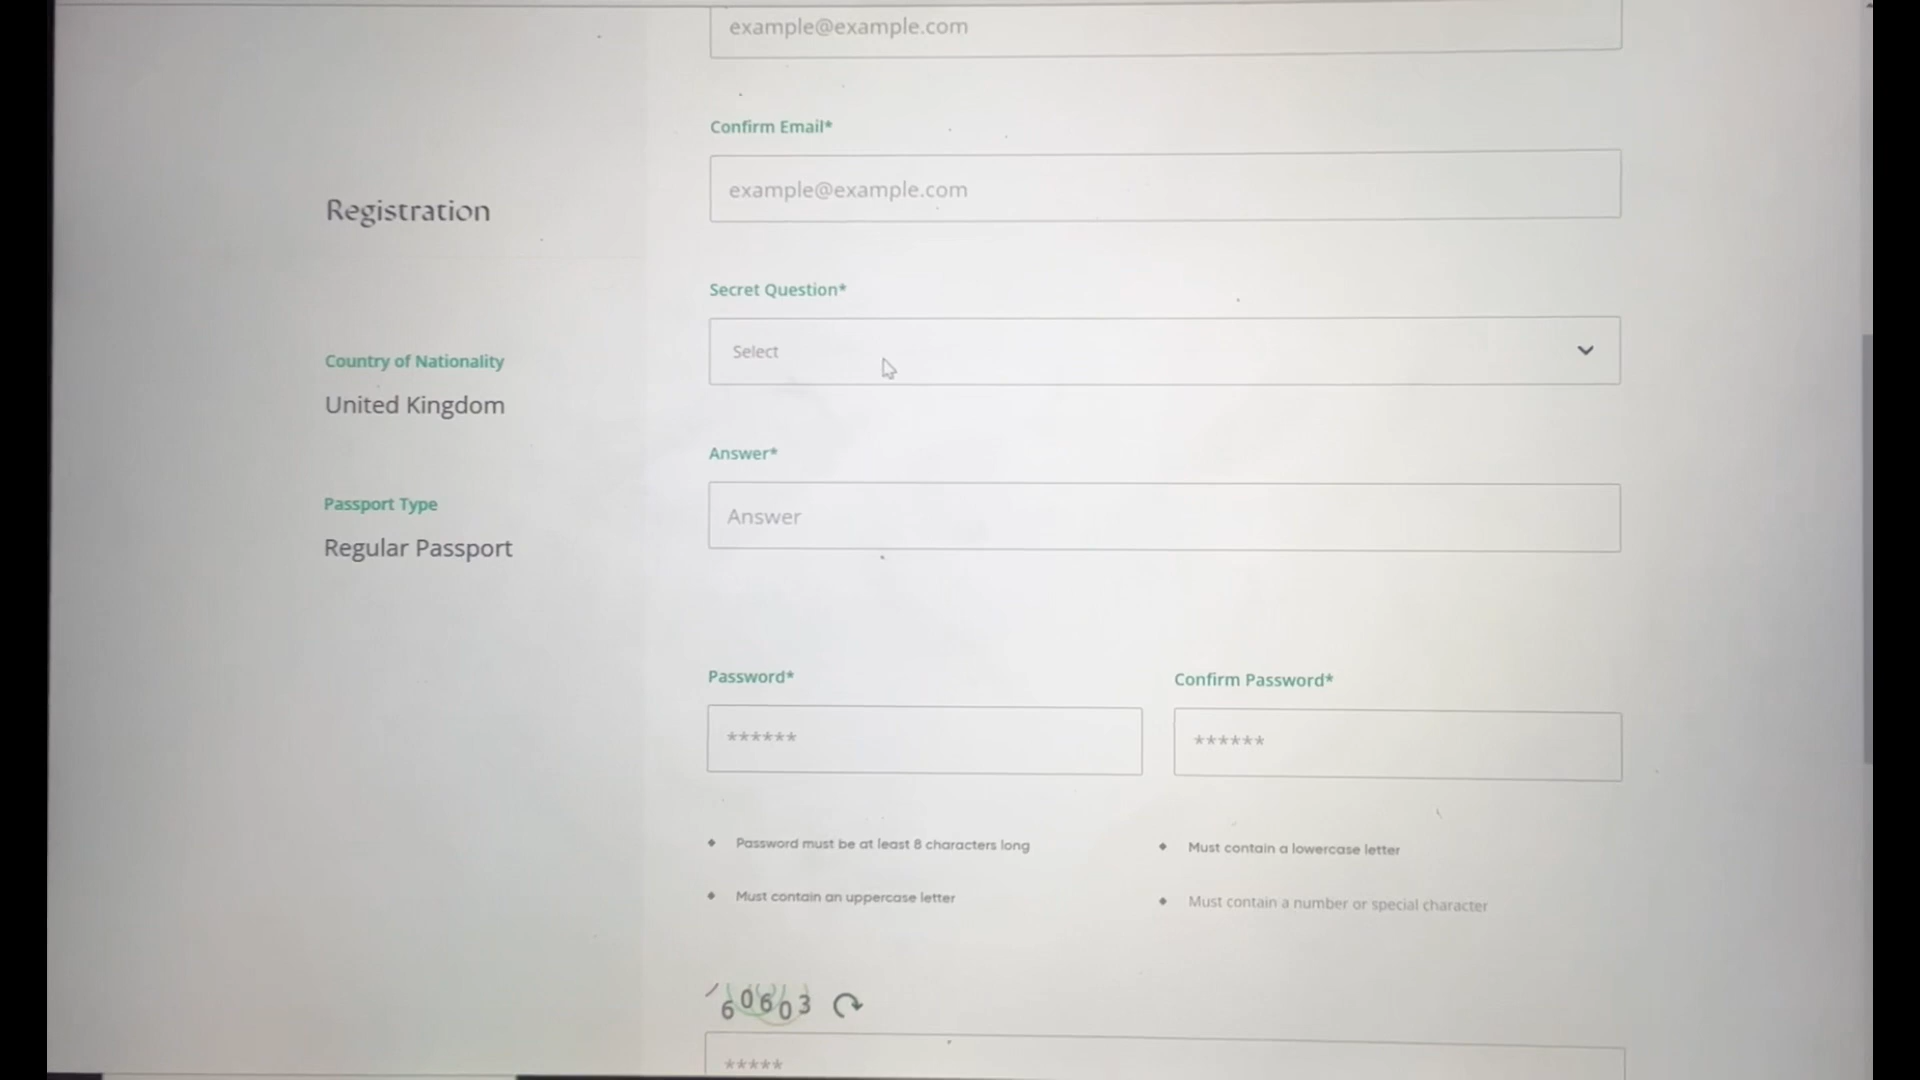 example@example.com
Confirm Email*
example@example.com
Registration
Secret Question*
Select
Country of Nationality
United Kingdom
Answer*
Answer
Passport Type
Regular Passport
Password*
Confirm Password*
******
******
Password must be at least 8 characters long
Must contain a lowercase letter
Must contain an uppercase letter
Must contain a number or special character
60603
*****